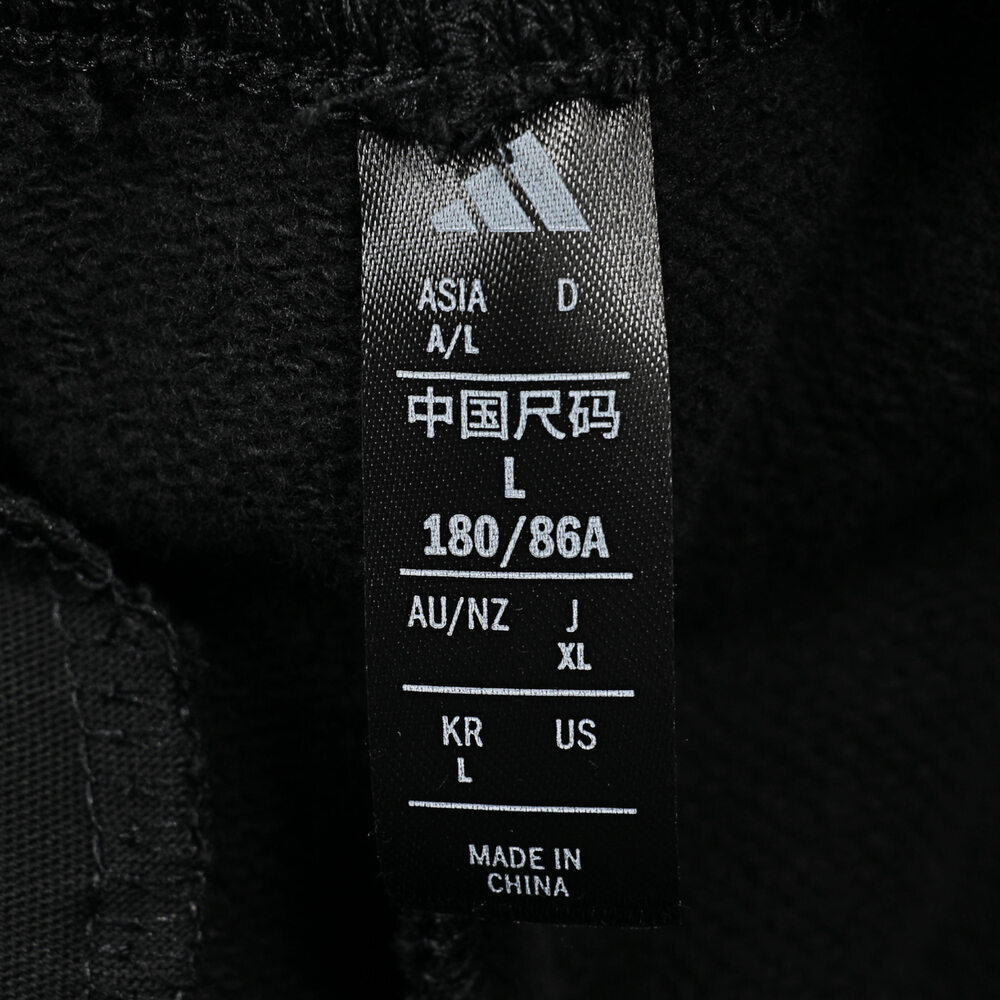 ASIA D
A/L
中国尺码
L
180/86A
AU/NZ J
XL
KR US
L
MADE IN
CHINA